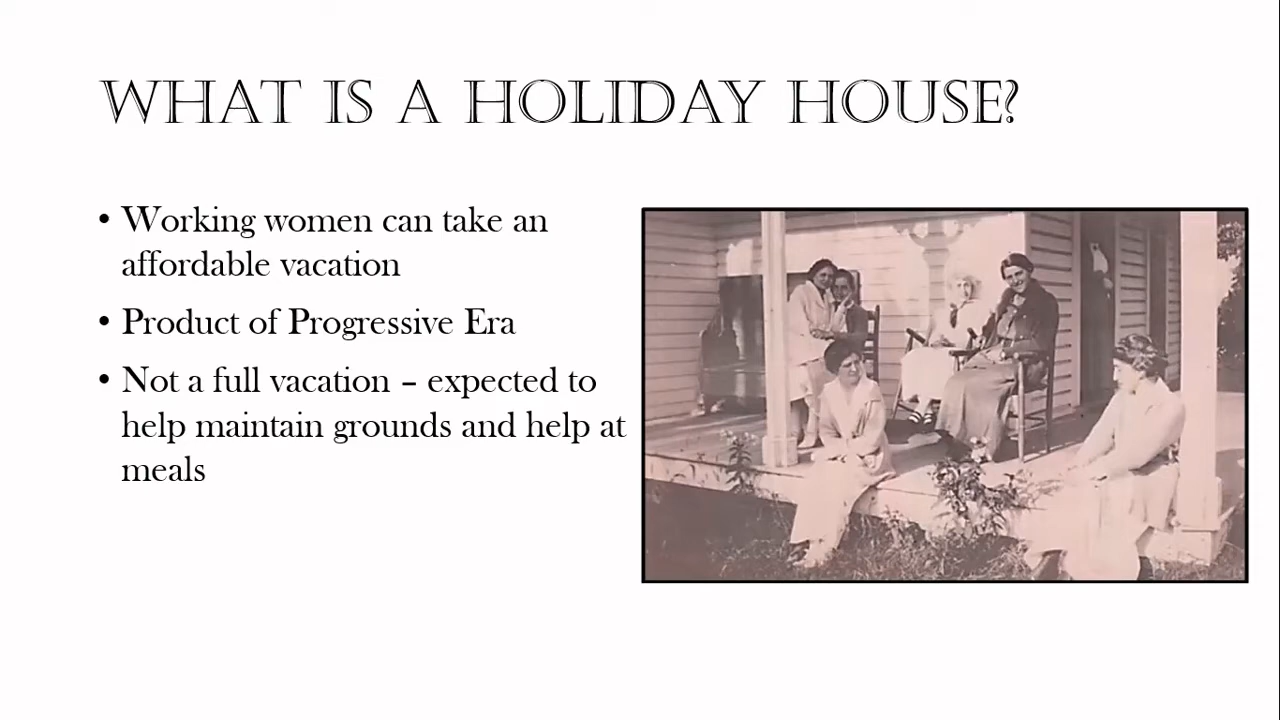 WHAT IS A HOLIDAY HOUSE?
• Working women can take an
affordable vacation
• Product of Progressive Era
• Not a full vacation – expected to
help maintain grounds and help at
meals